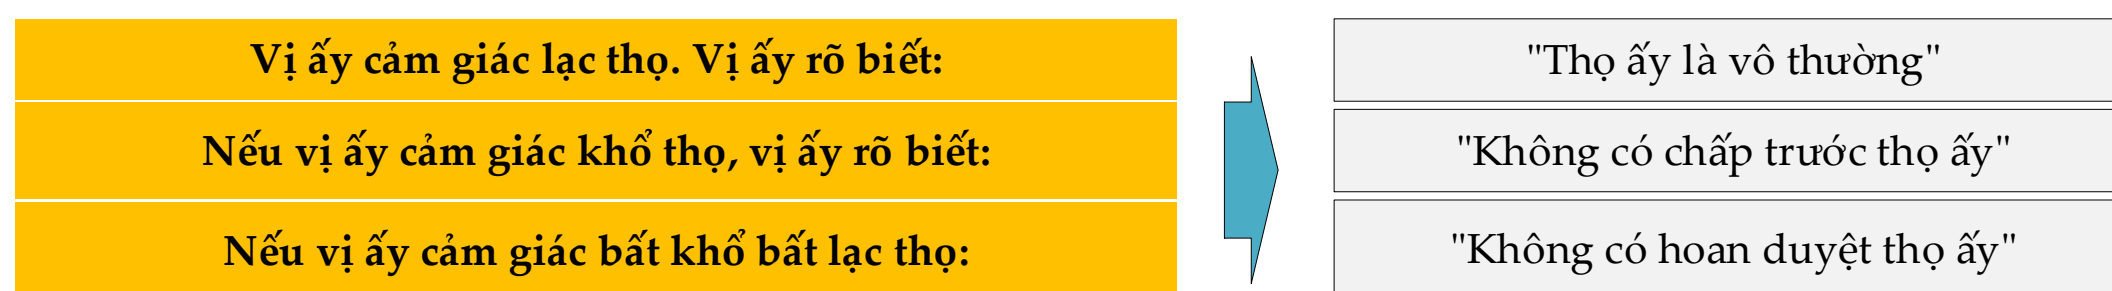 Vị ấy cảm giác lạc thọ. Vị ấy rõ biết:
Nếu vị ấy cảm giác khổ thọ, vị ấy rõ biết:
Nếu vị ấy cảm giác bất khổ bất lạc thọ:
"Thọ ấy là vô thường"
"Không có chấp trước thọ ấy"
"Không có hoan duyệt thọ ấy"